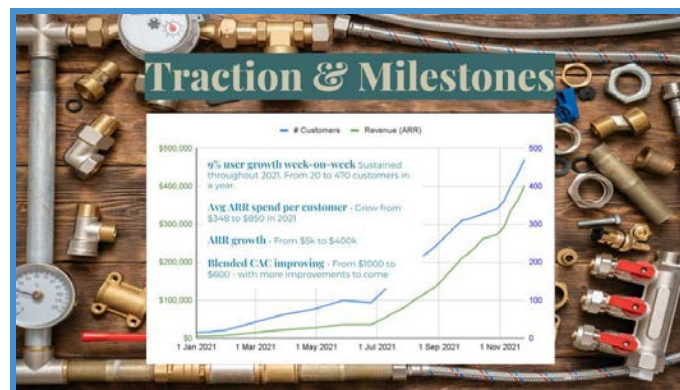 Traction & Milestones
# Customers
Revenue (ARR)
$500,000
$400,000
$300,000
$200,000
$100,000
$0
9% user growth week-on-week Sustained
throughout 2021. From 20 to 470 customers in
a year.
Avg ARR spend per customer - Grew from
$348 to $850 in 2021
ARR growth - From $5k to $400k
Blended CAC improving - From $1000 to
$600 - with more improvements to come
500
400
300
200
100
0
1 Jan 2021
1 Mar 2021
1 May 2021
1 Jul 2021
1 Sep 2021
1 Nov 2021